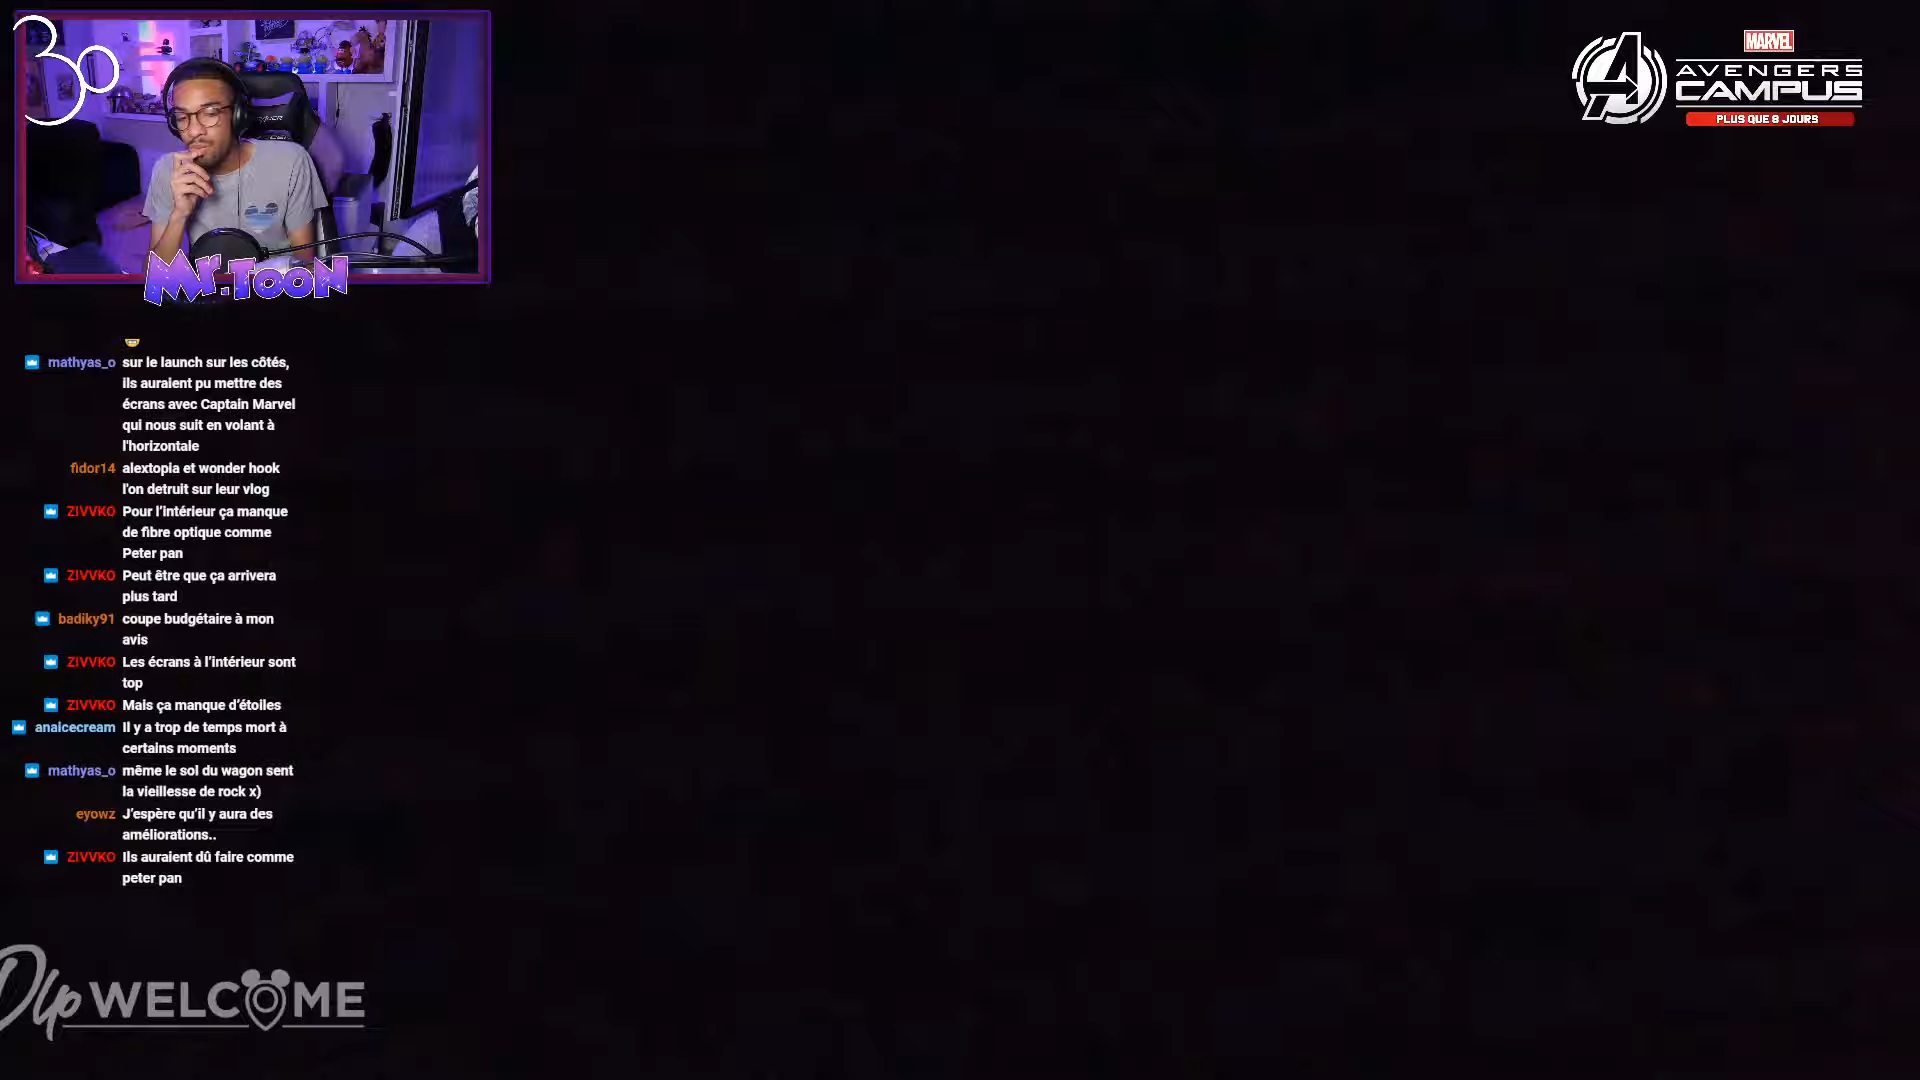 30
MARVEL
AVENGERS
CAMPUS
PLUS QUE 8 JOURS
Mr.TOON
mathyas_o sur le launch sur les côtés,
ils auraient pu mettre des
écrans avec Captain Marvel
qui nous suit en volant à
l'horizontale
fidor14 alextopia et wonder hook
l'on detruit sur leur vlog
ZIVVKO Pour l’intérieur ça manque
de fibre optique comme
Peter pan
ZIVVKO Peut être que ça arrivera
plus tard
badiky91 coupe budgétaire à mon
avis
ZIVVKO Les écrans à l’intérieur sont
top
ZIVVKO Mais ça manque d’étoiles
anaicecream Il y a trop de temps mort à
certains moments
mathyas_o même le sol du wagon sent
la vieillesse de rock x)
eyowz J’espère qu’il y aura des
améliorations..
ZIVVKO Ils auraient dû faire comme
peter pan
Dlp WELCOME